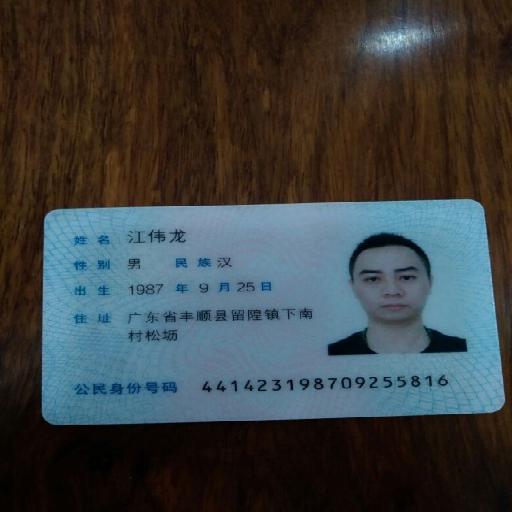 姓名 江伟龙
性别 男 民族 汉
出生 1987 年 9 月 25 日
住址 广东省丰顺县留隍镇下南
村松坜
公民身份号码 441423198709255816